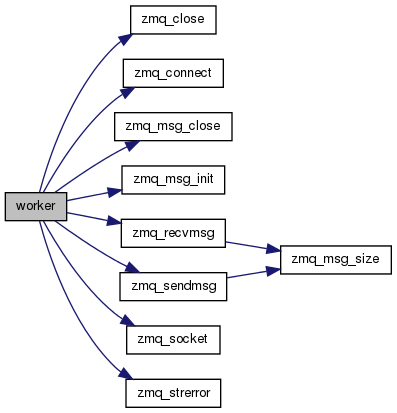 zmq_close
zmq_connect
zmq_msg_close
zmq_msg_init
worker
zmq_recvmsg
zmq_msg_size
zmq_sendmsg
zmq_socket
zmq_strerror